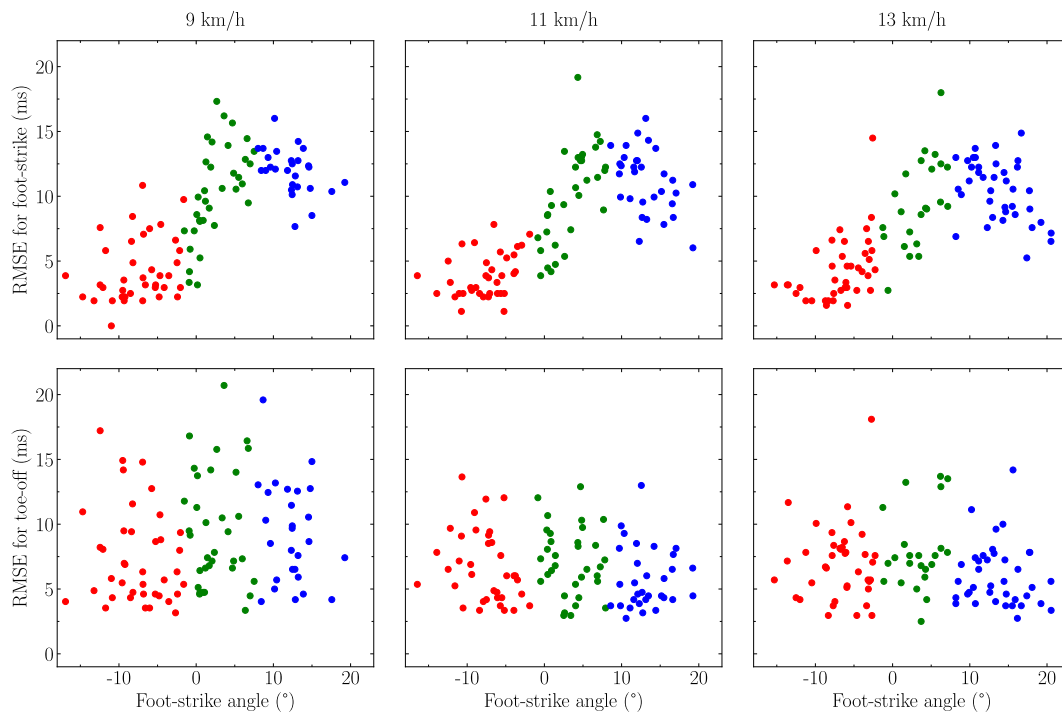 9 km/h 11 km/h 13 km/h
RMSE for foot-strike (ms)
20
15
10
5
0
RMSE for toe-off (ms)
20
15
10
5
0
-10 0 10 20 -10 0 10 20 -10 0 10 20
Foot-strike angle (°) Foot-strike angle (°) Foot-strike angle (°)